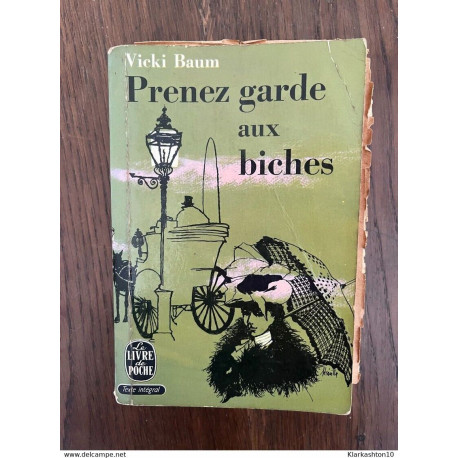 Vicki Baum
Prenez garde
aux
biches
Le
LIVRE
de
POCHE
Texte intégral
www.delcampe.net
Klarkashton10